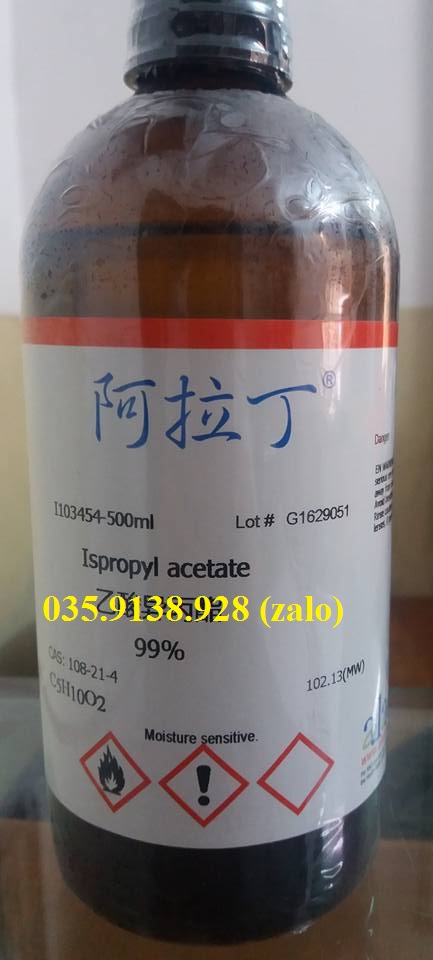 阿拉丁®
I103454-500ml
Lot # G1629051
Ispropyl acetate
035.9138.928 (zalo)
99%
CAS: 108-21-4
C5H10O2
102.13(MW)
Moisture sensitive.
Danger